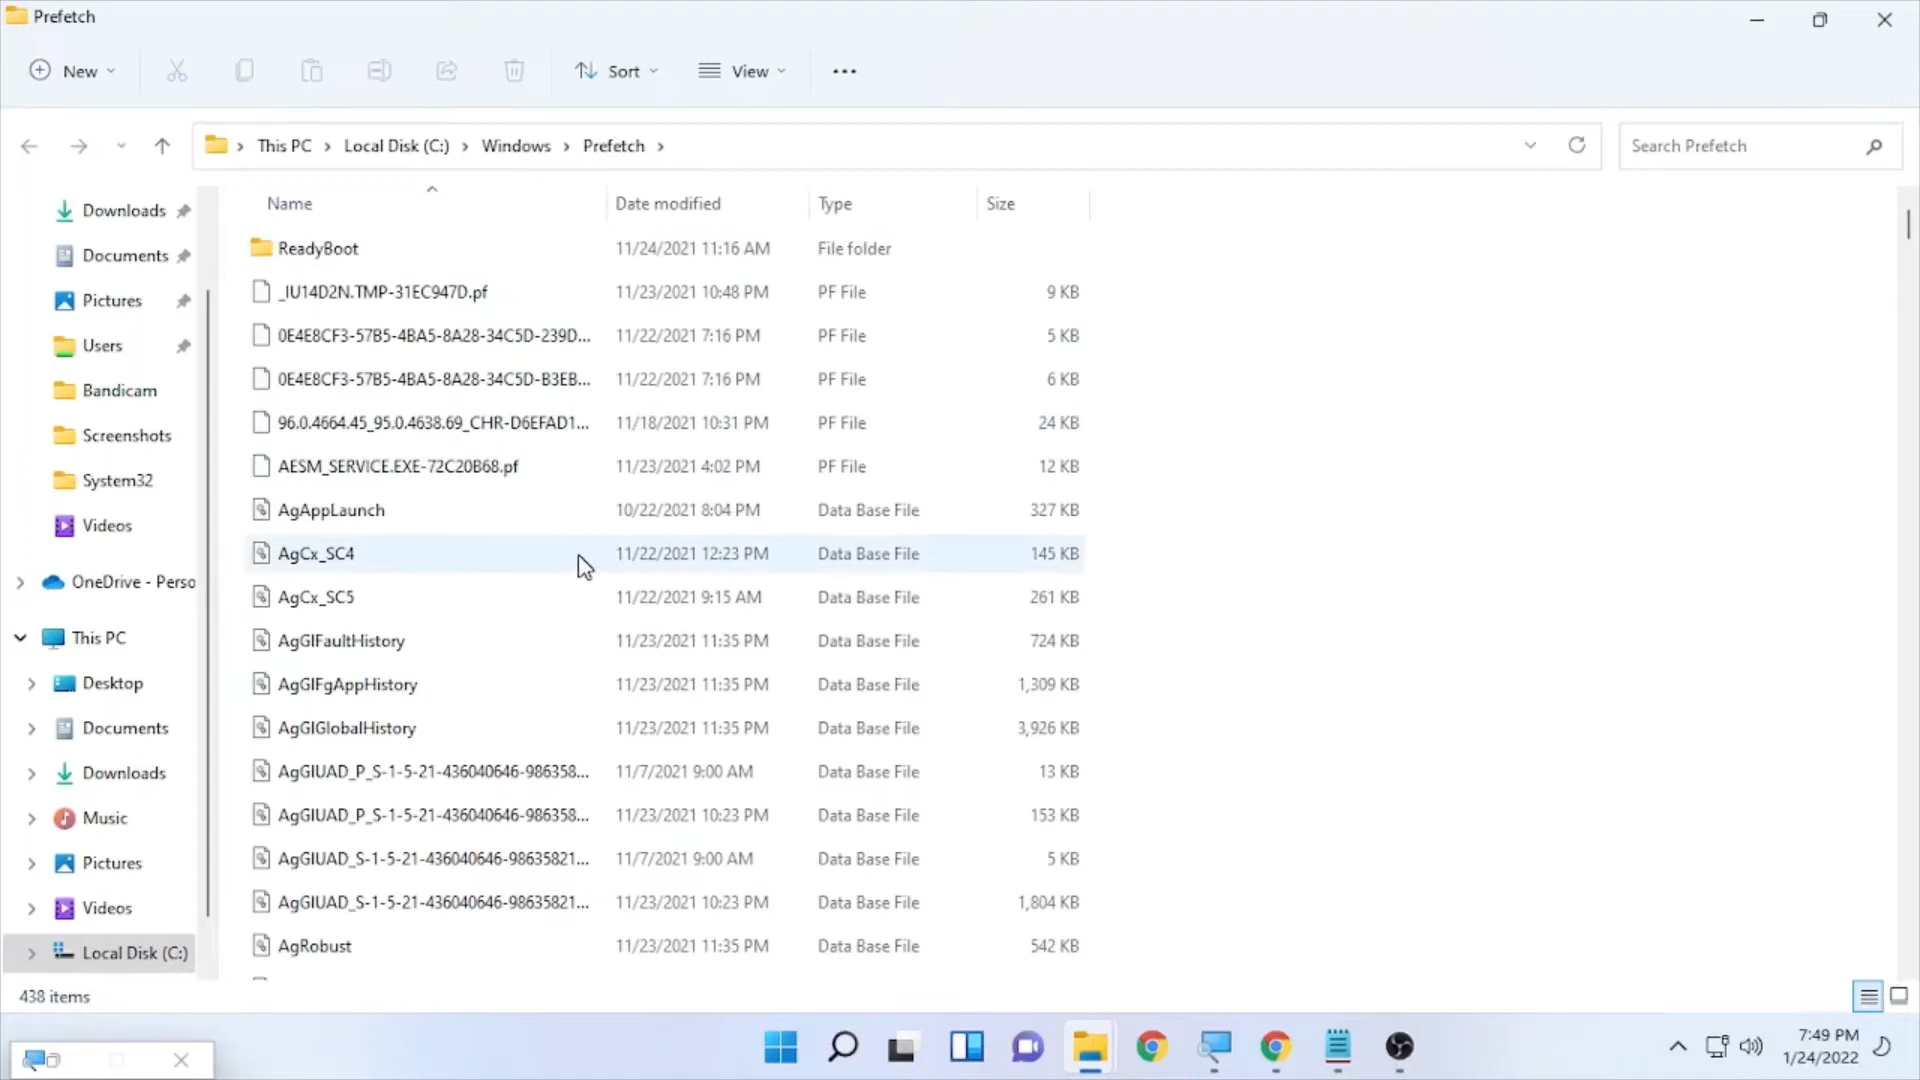 Prefetch
New
Sort
View
This PC > Local Disk (C:) > Windows > Prefetch >
Search Prefetch
Name Date modified Type Size
ReadyBoot 11/24/2021 11:16 AM File folder
_IU14D2N.TMP-31EC947D.pf 11/23/2021 10:48 PM PF File 9 KB
0E4E8CF3-57B5-4BA5-8A28-34C5D-239D... 11/22/2021 7:16 PM PF File 5 KB
0E4E8CF3-57B5-4BA5-8A28-34C5D-B3EB... 11/22/2021 7:16 PM PF File 6 KB
96.0.4664.45_95.0.4638.69_CHR-D6EFAD1... 11/18/2021 10:31 PM PF File 24 KB
AESM_SERVICE.EXE-72C20B68.pf 11/23/2021 4:02 PM PF File 12 KB
AgAppLaunch 10/22/2021 8:04 PM Data Base File 327 KB
AgCx_SC4 11/22/2021 12:23 PM Data Base File 145 KB
AgCx_SC5 11/22/2021 9:15 AM Data Base File 261 KB
AgGlFaultHistory 11/23/2021 11:35 PM Data Base File 724 KB
AgGlFgAppHistory 11/23/2021 11:35 PM Data Base File 1,309 KB
AgGlGlobalHistory 11/23/2021 11:35 PM Data Base File 3,926 KB
AgGlUAD_P_S-1-5-21-436040646-986358... 11/7/2021 9:00 AM Data Base File 13 KB
AgGlUAD_P_S-1-5-21-436040646-986358... 11/23/2021 10:23 PM Data Base File 153 KB
AgGlUAD_S-1-5-21-436040646-98635821... 11/7/2021 9:00 AM Data Base File 5 KB
AgGlUAD_S-1-5-21-436040646-98635821... 11/23/2021 10:23 PM Data Base File 1,804 KB
AgRobust 11/23/2021 11:35 PM Data Base File 542 KB
Downloads
Documents
Pictures
Users
Bandicam
Screenshots
System32
Videos
OneDrive - Perso
This PC
Desktop
Documents
Downloads
Music
Pictures
Videos
Local Disk (C:)
438 items
7:49 PM
1/24/2022